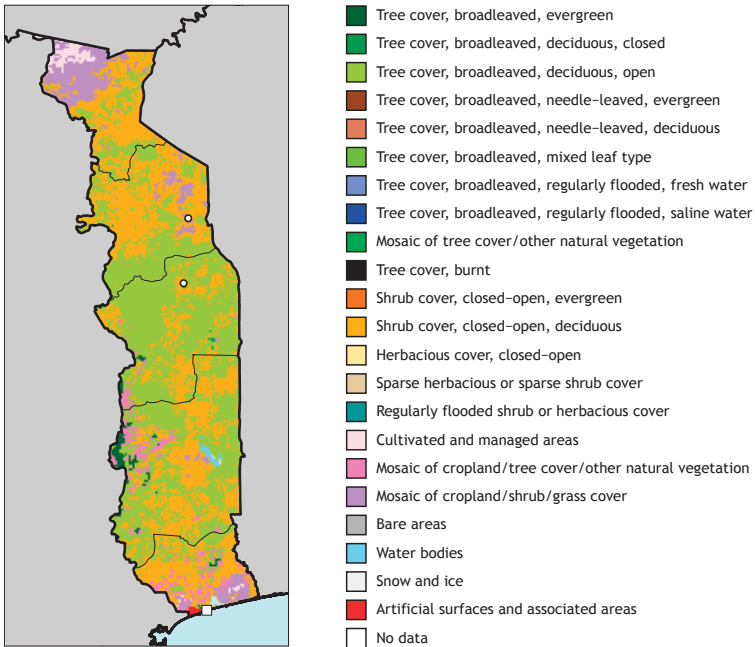 Tree cover, broadleaved, evergreen
Tree cover, broadleaved, deciduous, closed
Tree cover, broadleaved, deciduous, open
Tree cover, broadleaved, needle-leaved, evergreen
Tree cover, broadleaved, needle-leaved, deciduous
Tree cover, broadleaved, mixed leaf type
Tree cover, broadleaved, regularly flooded, fresh water
Tree cover, broadleaved, regularly flooded, saline water
Mosaic of tree cover/other natural vegetation
Tree cover, burnt
Shrub cover, closed-open, evergreen
Shrub cover, closed-open, deciduous
Herbacious cover, closed-open
Sparse herbacious or sparse shrub cover
Regularly flooded shrub or herbacious cover
Cultivated and managed areas
Mosaic of cropland/tree cover/other natural vegetation
Mosaic of cropland/shrub/grass cover
Bare areas
Water bodies
Snow and ice
Artificial surfaces and associated areas
No data